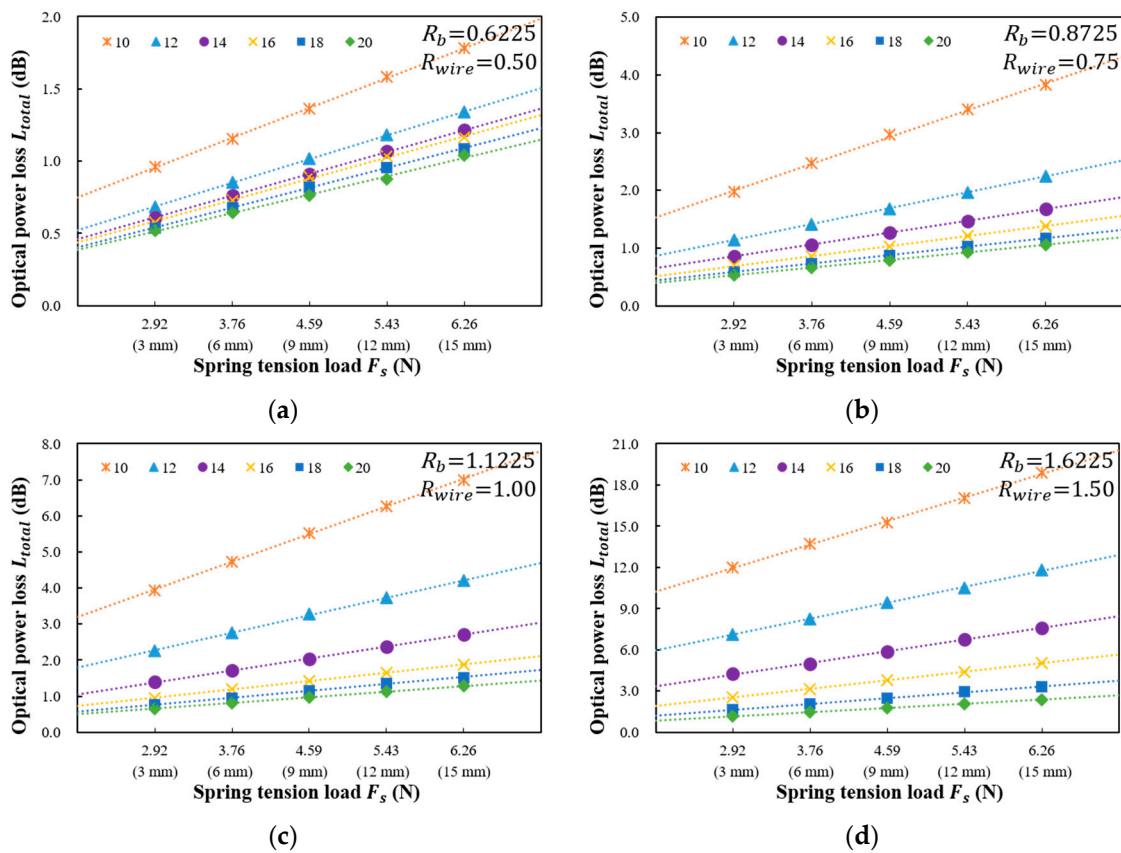 Optical power loss L_total (dB)
2.0
1.5
1.0
0.5
0.0
10 12 14 16 18 20
R_b=0.6225
R_wire=0.50
2.92 3.76 4.59 5.43 6.26
(3 mm) (6 mm) (9 mm) (12 mm) (15 mm)
Spring tension load F_s (N)
(a)
Optical power loss L_total (dB)
5.0
4.0
3.0
2.0
1.0
0.0
10 12 14 16 18 20
R_b=0.8725
R_wire=0.75
2.92 3.76 4.59 5.43 6.26
(3 mm) (6 mm) (9 mm) (12 mm) (15 mm)
Spring tension load F_s (N)
(b)
Optical power loss L_total (dB)
8.0
7.0
6.0
5.0
4.0
3.0
2.0
1.0
0.0
10 12 14 16 18 20
R_b=1.1225
R_wire=1.00
2.92 3.76 4.59 5.43 6.26
(3 mm) (6 mm) (9 mm) (12 mm) (15 mm)
Spring tension load F_s (N)
(c)
Optical power loss L_total (dB)
21.0
18.0
15.0
12.0
9.0
6.0
3.0
0.0
10 12 14 16 18 20
R_b=1.6225
R_wire=1.50
2.92 3.76 4.59 5.43 6.26
(3 mm) (6 mm) (9 mm) (12 mm) (15 mm)
Spring tension load F_s (N)
(d)